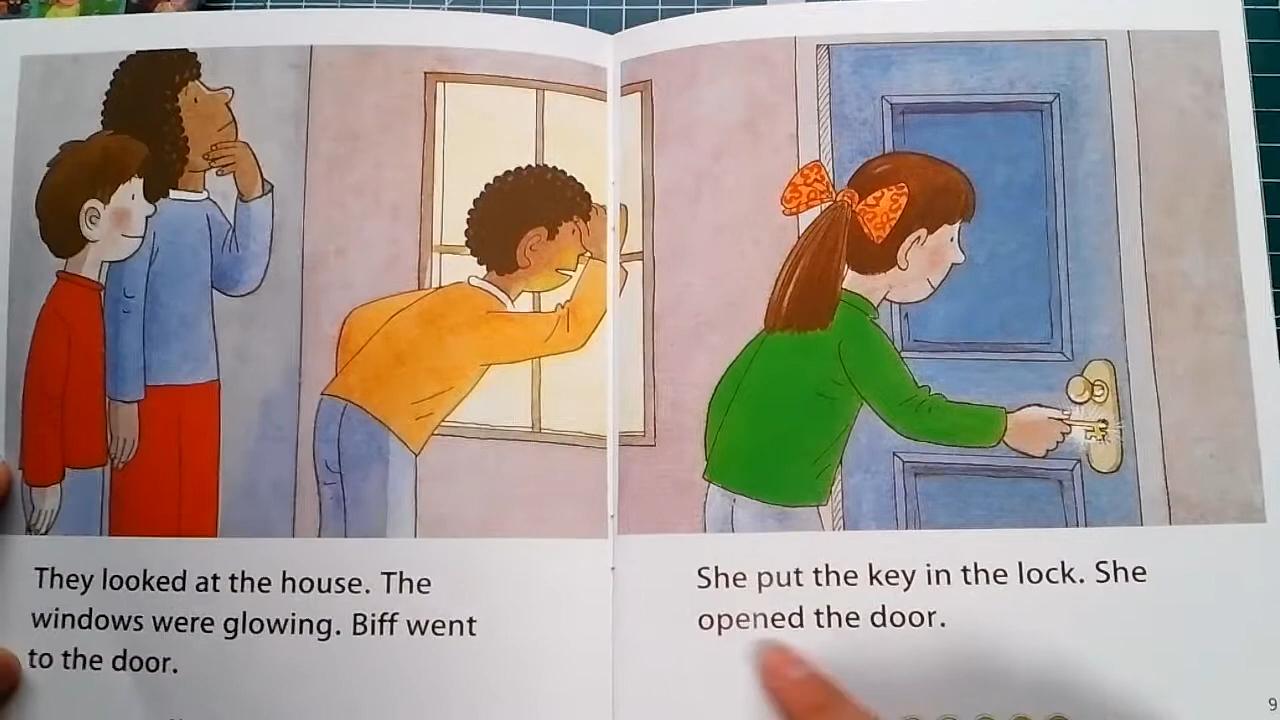 They looked at the house. The
windows were glowing. Biff went
to the door.
She put the key in the lock. She
opened the door.
9